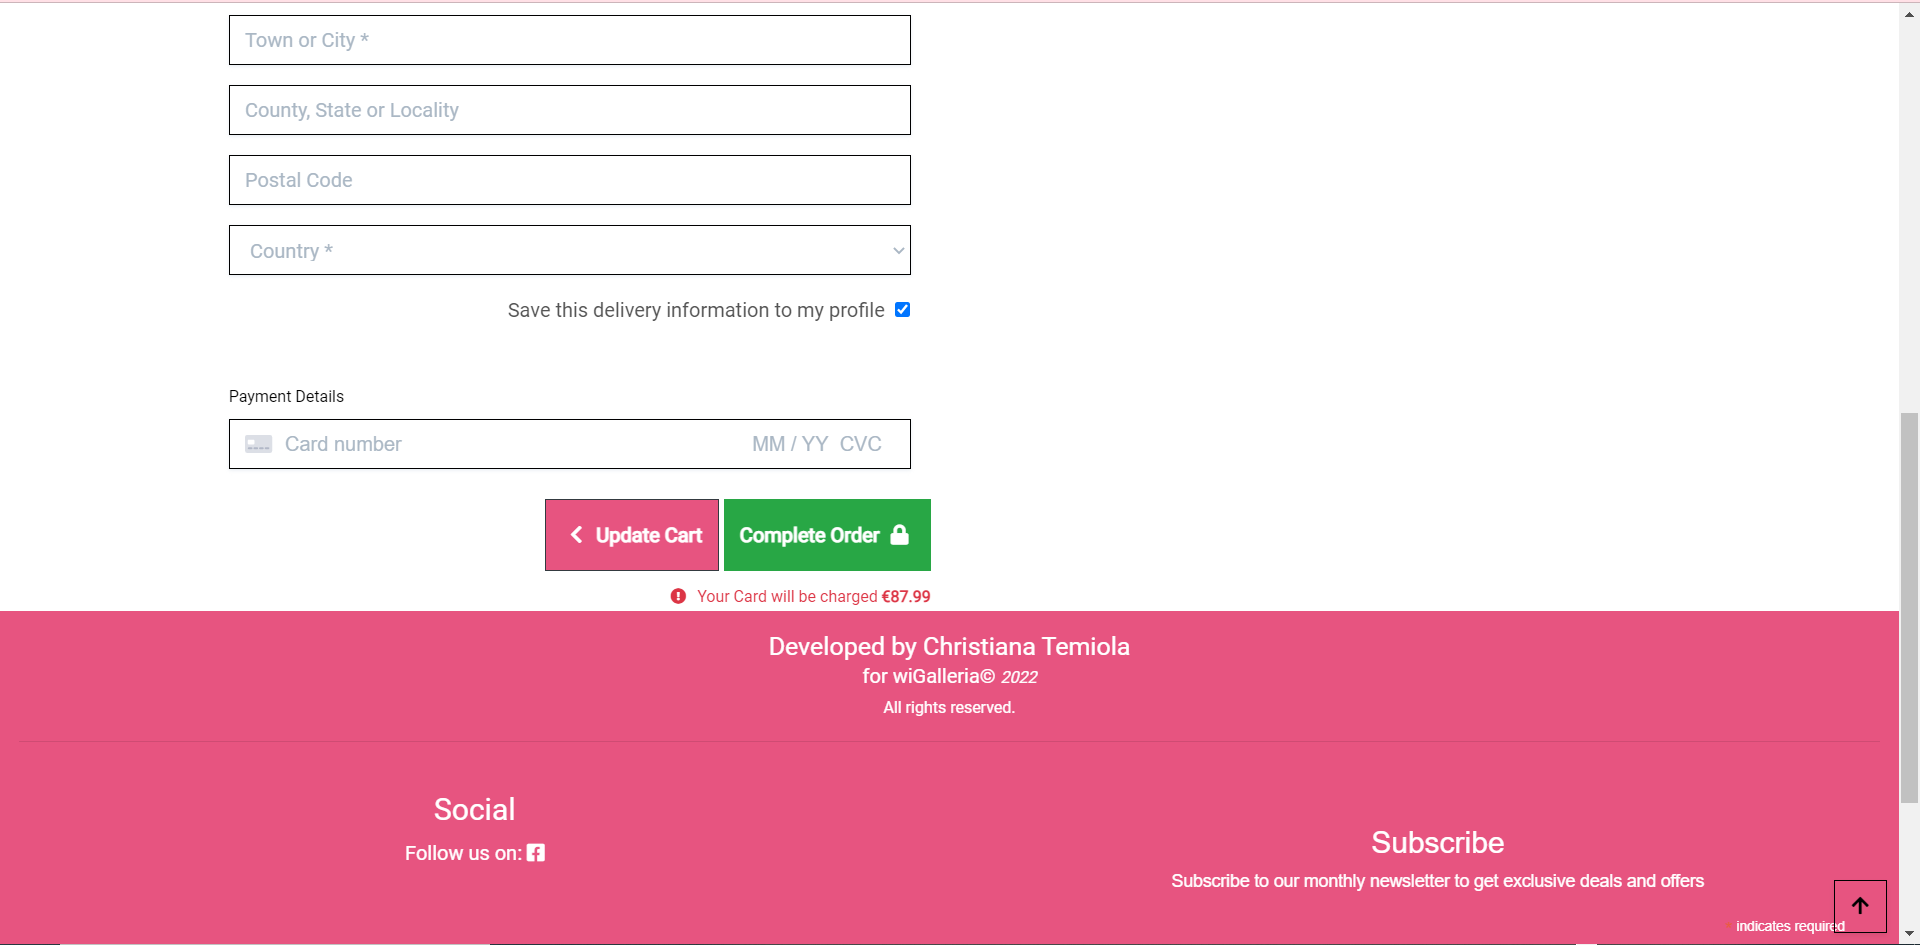 Town or City *
County, State or Locality
Postal Code
Country *
Save this delivery information to my profile
Payment Details
Card number MM / YY CVC
Update Cart Complete Order
Your Card will be charged €87.99
Developed by Christiana Temiola
for wiGalleria© 2022
All rights reserved.
Social
Follow us on:
Subscribe
Subscribe to our monthly newsletter to get exclusive deals and offers
* indicates required